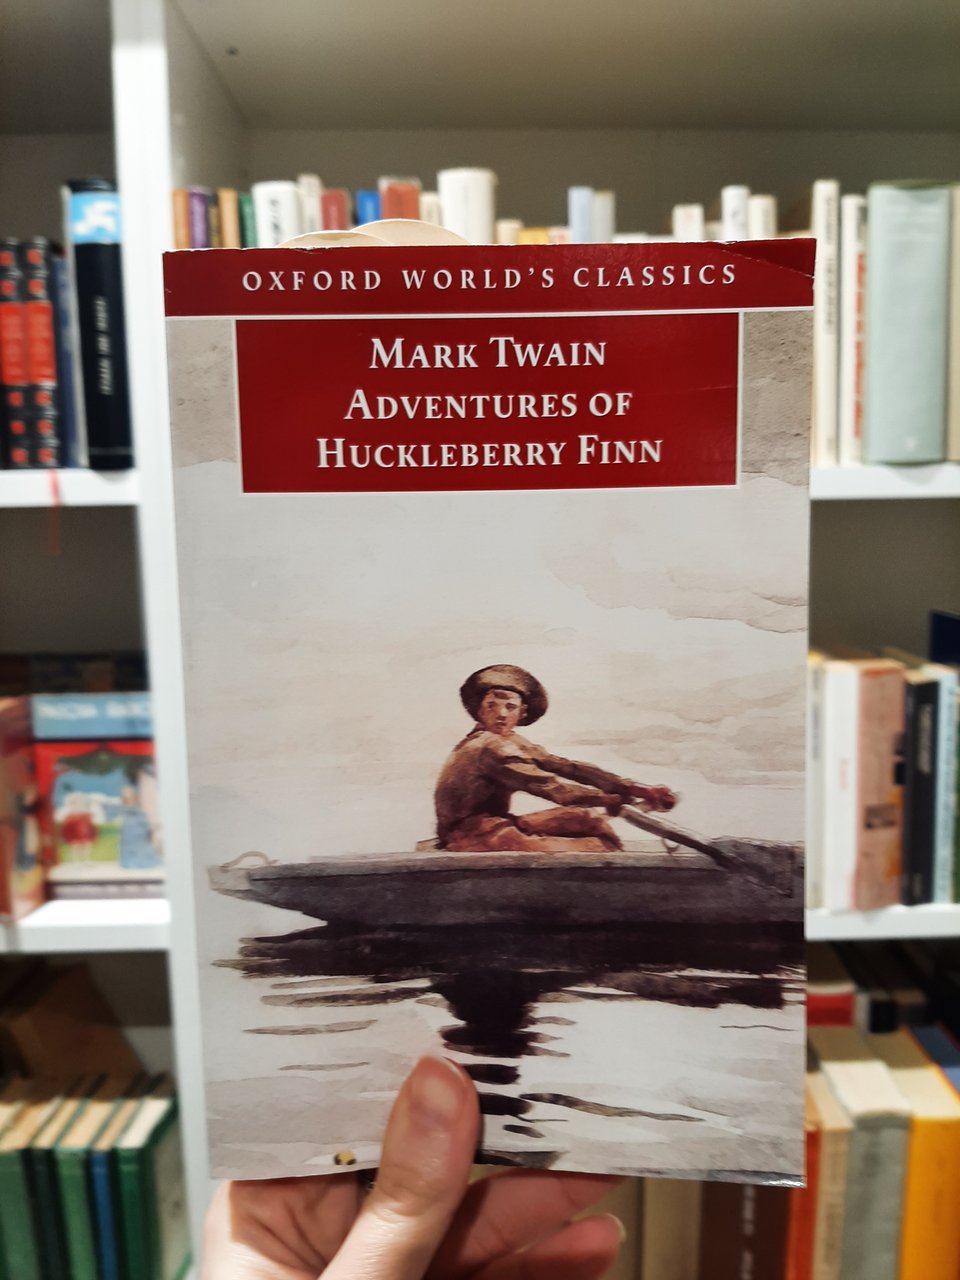 OXFORD WORLD'S CLASSICS
MARK TWAIN
ADVENTURES OF
HUCKLEBERRY FINN